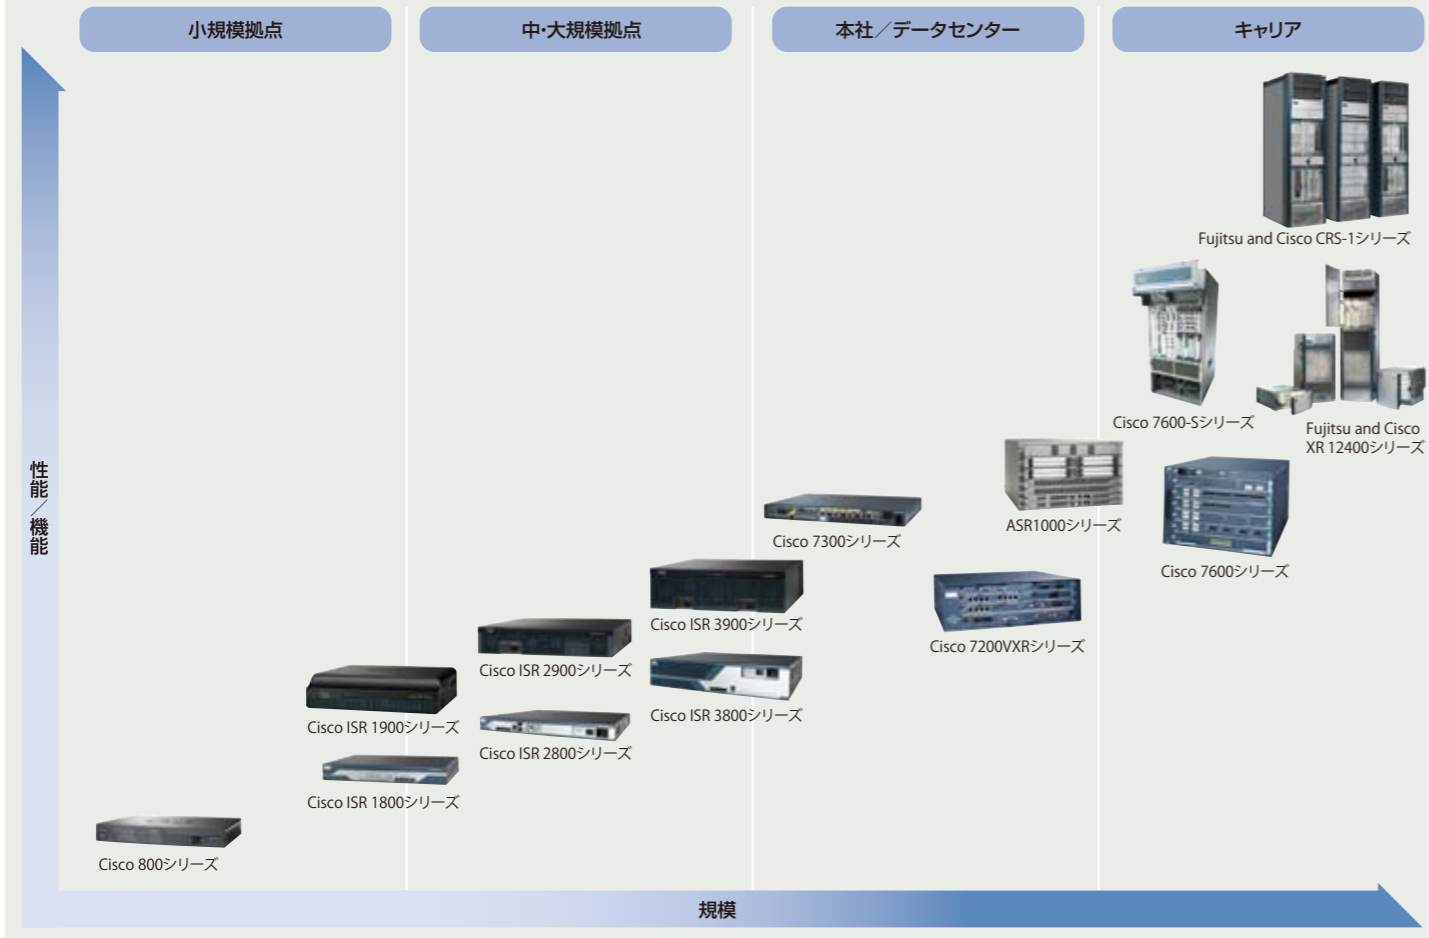 小規模拠点
中・大規模拠点
本社／データセンター
キャリア
Fujitsu and Cisco CRS-1シリーズ
Cisco 7600-Sシリーズ
Fujitsu and Cisco
XR 12400シリーズ
性能／機能
ASR1000シリーズ
Cisco 7300シリーズ
Cisco 7600シリーズ
Cisco ISR 3900シリーズ
Cisco 7200VXRシリーズ
Cisco ISR 2900シリーズ
Cisco ISR 3800シリーズ
Cisco ISR 1900シリーズ
Cisco ISR 2800シリーズ
Cisco ISR 1800シリーズ
Cisco 800シリーズ
規模